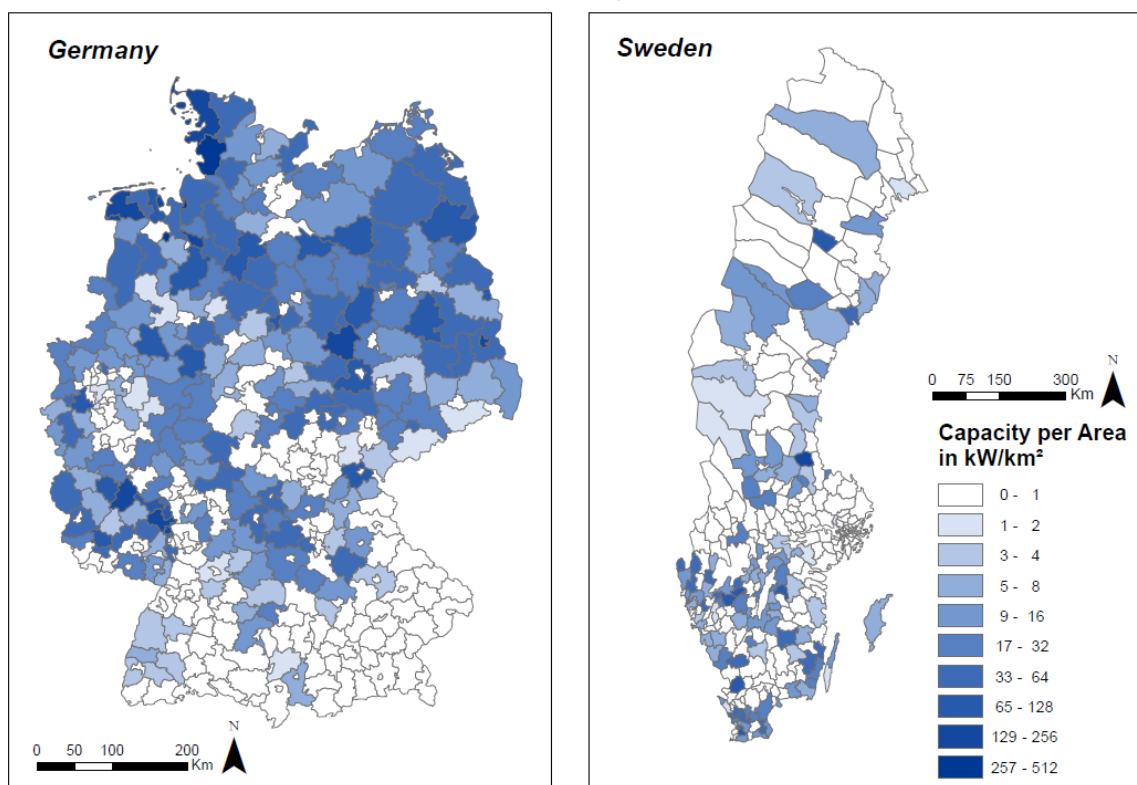 Germany
N
0 50 100 200
Km
Sweden
N
0 75 150 300
Km
Capacity per Area
in kW/km²
0 - 1
1 - 2
3 - 4
5 - 8
9 - 16
17 - 32
33 - 64
65 - 128
129 - 256
257 - 512